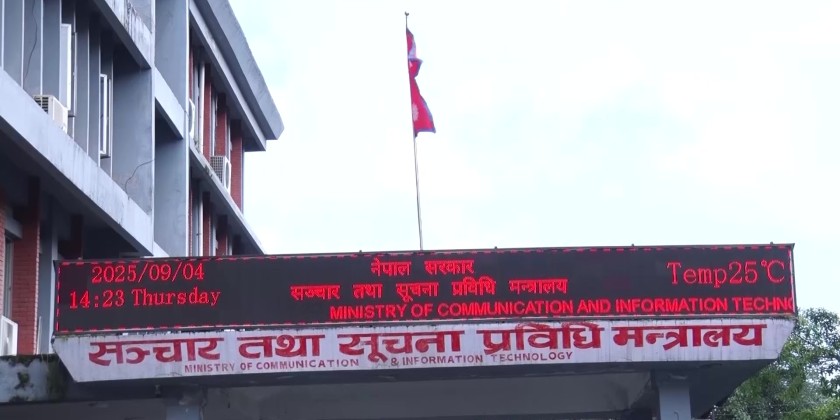 2025/09/04
14:23 Thursday
नेपाल सरकार
सञ्चार तथा सूचना प्रविधि मन्त्रालय
MINISTRY OF COMMUNICATION AND INFORMATION TECHNO
Temp25℃
सञ्चार तथा सूचना प्रविधि मन्त्रालय
MINISTRY OF COMMUNICATION & INFORMATION TECHNOLOGY